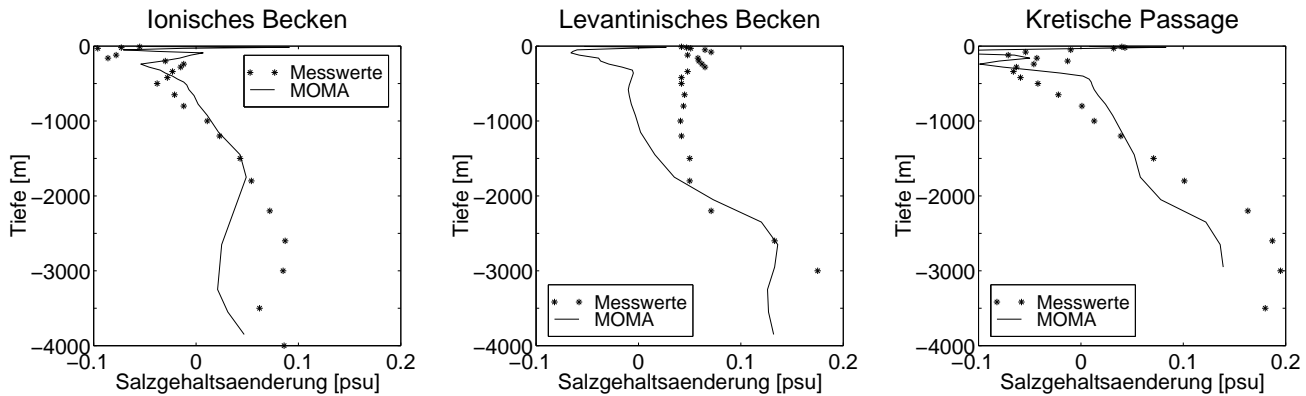 Ionisches Becken
0
−1000
−2000
−3000
−4000
Tiefe [m]
* * Messwerte
MOMA
−0.1 0 0.1 0.2
Salzgehaltsaenderung [psu]
Levantinisches Becken
0
−1000
−2000
−3000
−4000
Tiefe [m]
* * Messwerte
MOMA
−0.1 0 0.1 0.2
Salzgehaltsaenderung [psu]
Kretische Passage
0
−1000
−2000
−3000
−4000
Tiefe [m]
* * Messwerte
MOMA
−0.1 0 0.1 0.2
Salzgehaltsaenderung [psu]